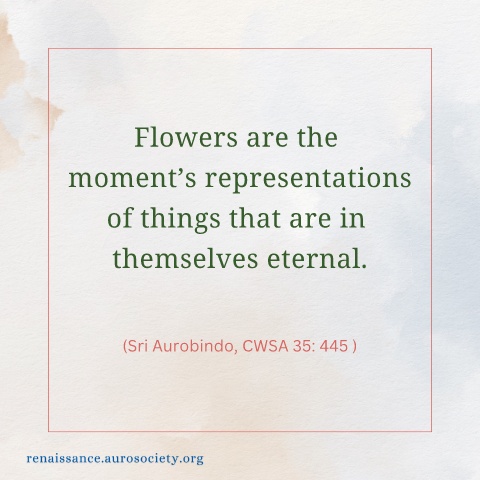 Flowers are the
moment’s representations
of things that are in
themselves eternal.
(Sri Aurobindo, CWSA 35: 445 )
renaissance.aurosociety.org